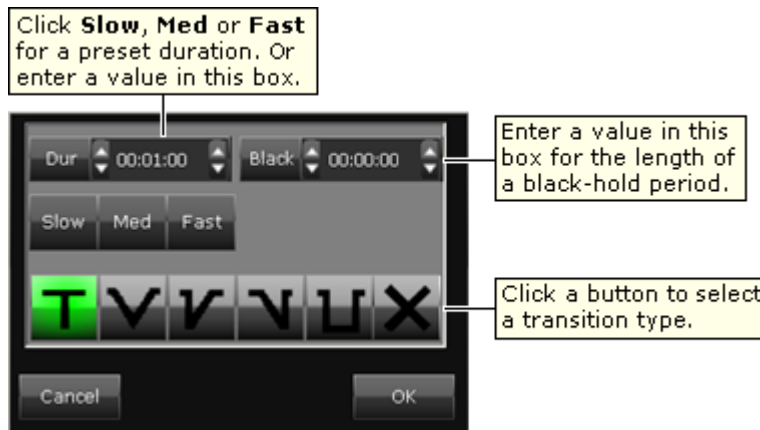 Click Slow, Med or Fast
for a preset duration. Or
enter a value in this box.
Dur 00:01:00 Black 00:00:00
Enter a value in this
box for the length of
a black-hold period.
Slow Med Fast
Click a button to select
a transition type.
Cancel OK